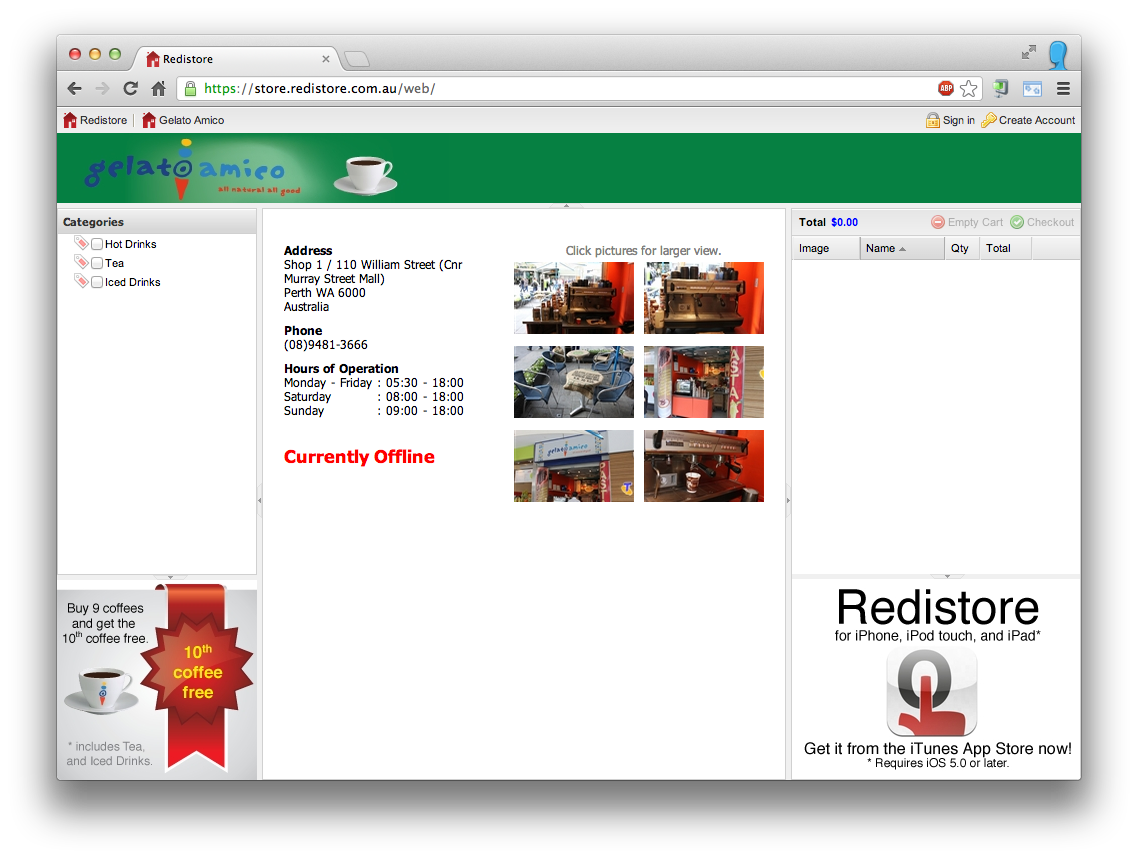 Redistore
https://store.redistore.com.au/web/
ABP
Redistore
Gelato Amico
Sign in
Create Account
gelato amico
all natural all good
Categories
Hot Drinks
Tea
Iced Drinks
Buy 9 coffees
and get the
10th coffee free.
10th
coffee
free
* includes Tea,
and Iced Drinks.
Address
Shop 1 / 110 William Street (Cnr
Murray Street Mall)
Perth WA 6000
Australia
Phone
(08)9481-3666
Hours of Operation
Monday - Friday : 05:30 - 18:00
Saturday : 08:00 - 18:00
Sunday : 09:00 - 18:00
Currently Offline
Click pictures for larger view.
gelato amico
Total $0.00
Empty Cart
Checkout
Image
Name
Qty
Total
Redistore
for iPhone, iPod touch, and iPad*
Get it from the iTunes App Store now!
* Requires iOS 5.0 or later.